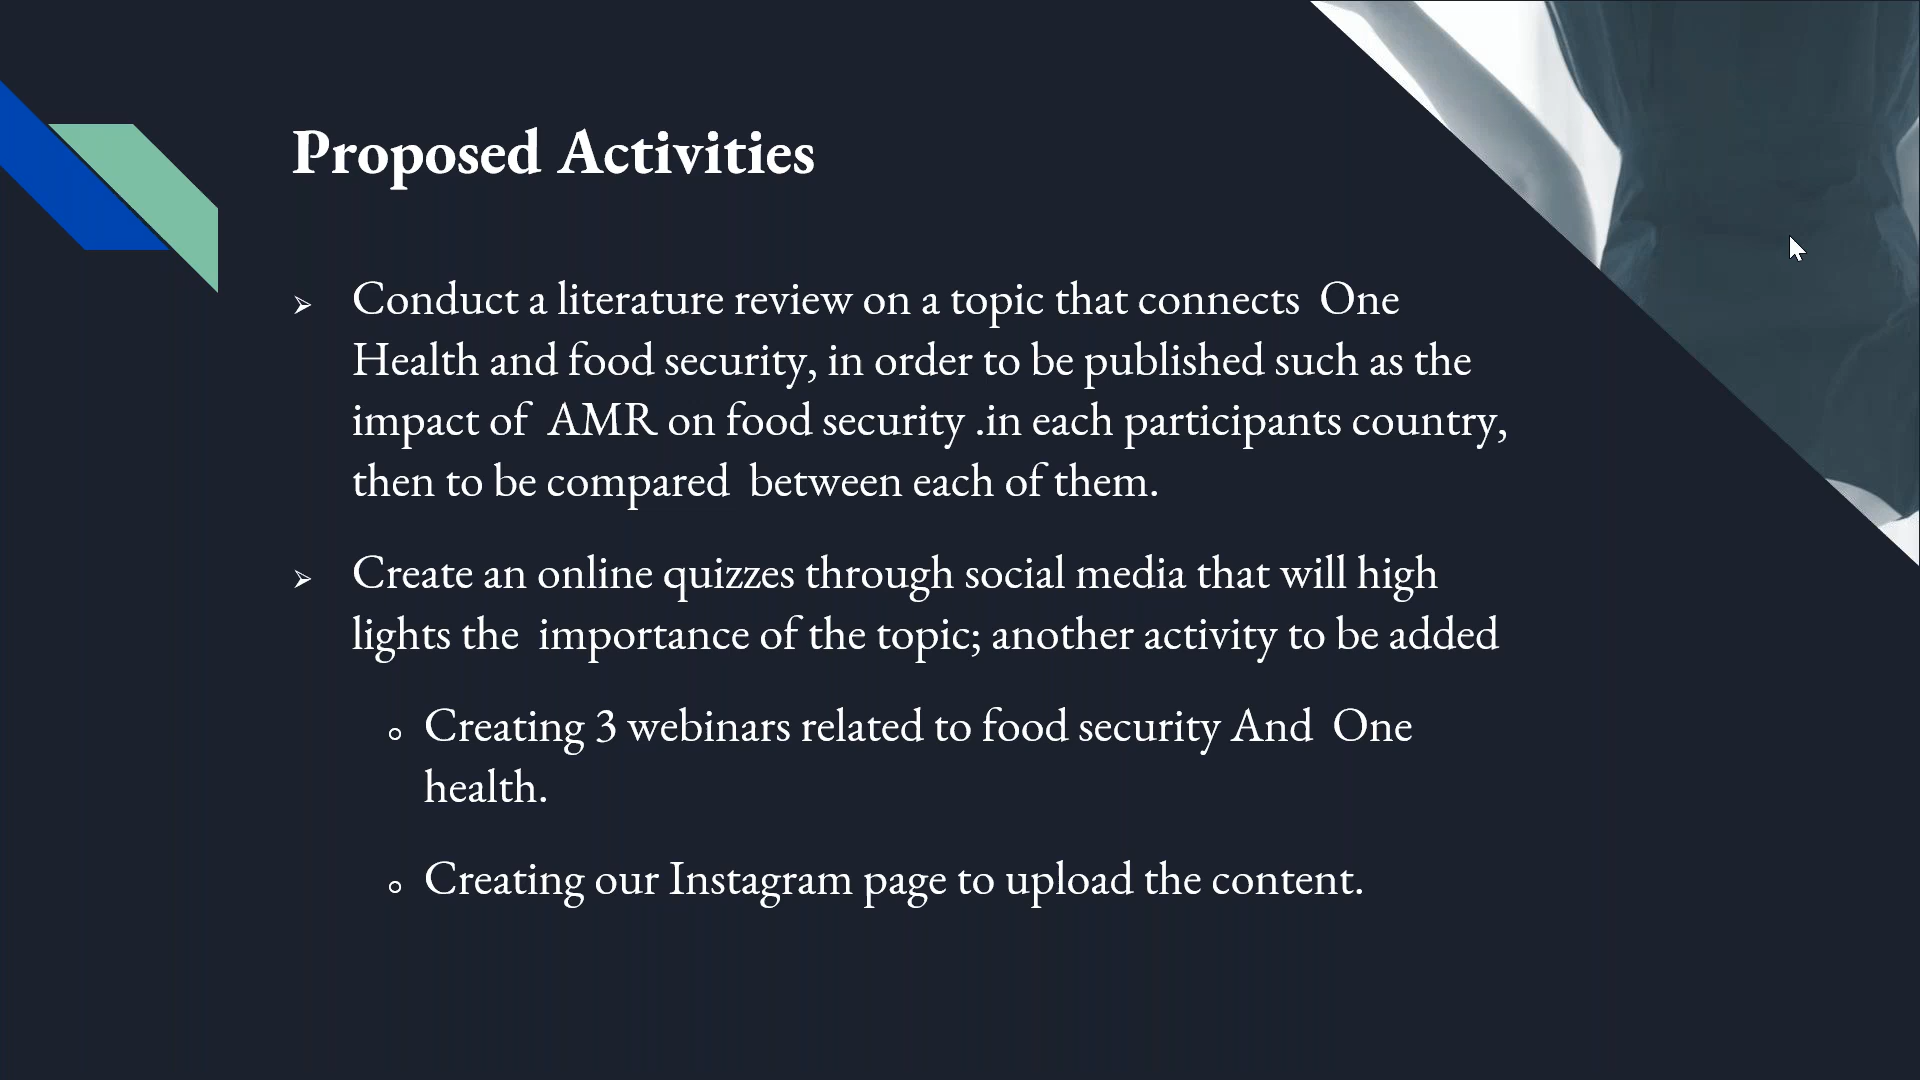 Proposed Activities
➢ Conduct a literature review on a topic that connects  One
Health and food security, in order to be published such as the
impact of  AMR on food security .in each participants country,
then to be compared  between each of them.
➢ Create an online quizzes through social media that will high
lights the  importance of the topic; another activity to be added
○ Creating 3 webinars related to food security And  One
health.
○ Creating our Instagram page to upload the content.